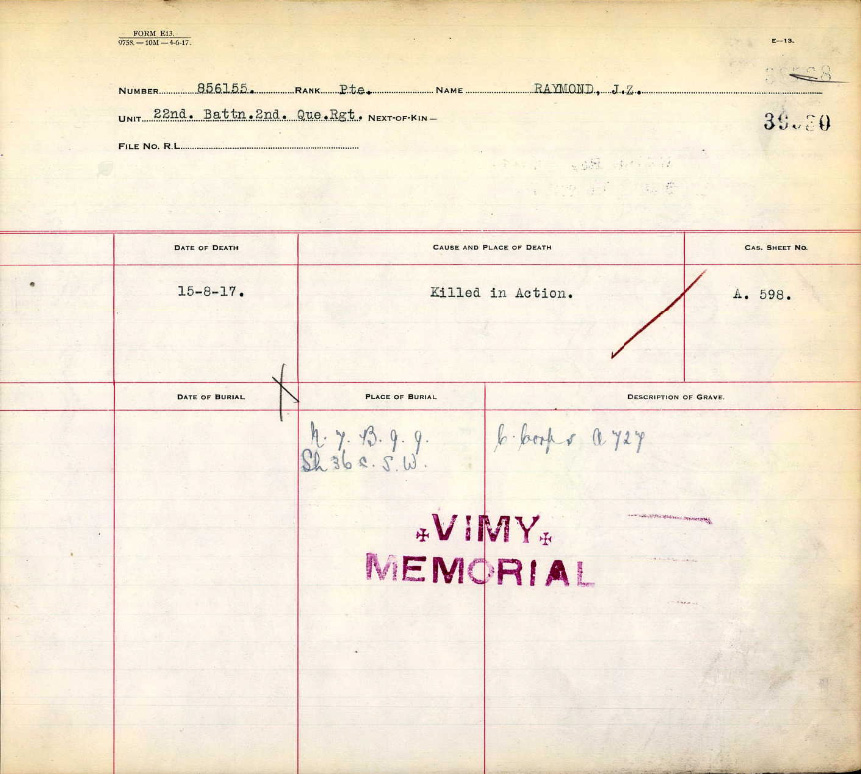 FORM E13.
9758.—10M—4-6-17.
E—13.
NUMBER 856155. RANK Pte. NAME RAYMOND, J.Z.
UNIT 22nd. Battn.2nd. Que.Rgt. NEXT-OF-KIN—
FILE NO. R.L.
DATE OF DEATH CAUSE AND PLACE OF DEATH CAS. SHEET NO.
15-8-17. Killed in Action. A. 598.
DATE OF BURIAL PLACE OF BURIAL DESCRIPTION OF GRAVE.
Sh 36 c. S.W.
VIMY
MEMORIAL